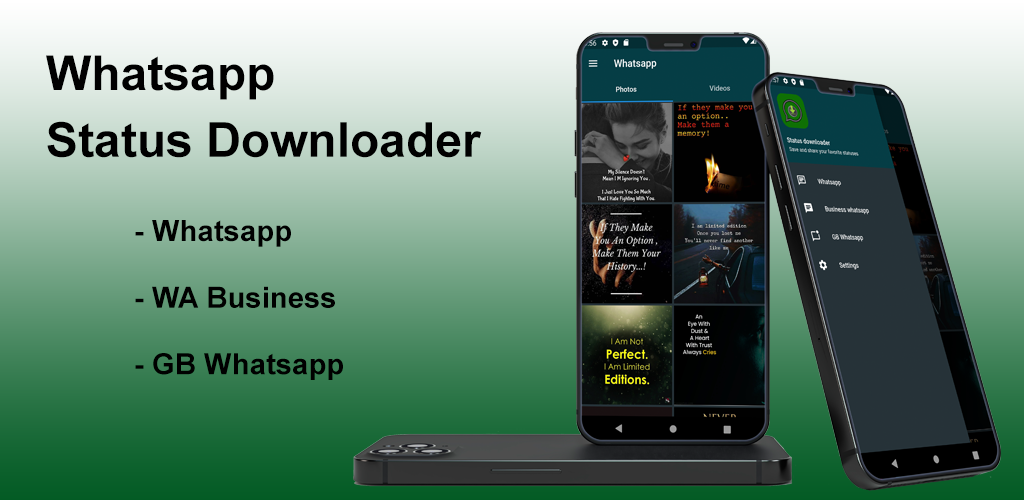 Whatsapp
Status Downloader
- Whatsapp
- WA Business
- GB Whatsapp
:56
Whatsapp
Photos
Videos
My Silence Doesn't
Mean I M Ignoring You.
I Just Love You So Much
That I Hate Fighting With You.
If they make you
an option..
Make them a
memory!
If They Make
You An Option ,
Make Them Your
History...!
I am limited edition
Once you lost me
You'll never find another
like me
I Am Not
Perfect.
I Am Limited
Editions.
An
Eye With
Dust &
A Heart
With Trust
Always Cries
NEVER
:57
Status downloader
Save and share your favorite statuses
Whatsapp
Business whatsapp
GB Whatsapp
Settings